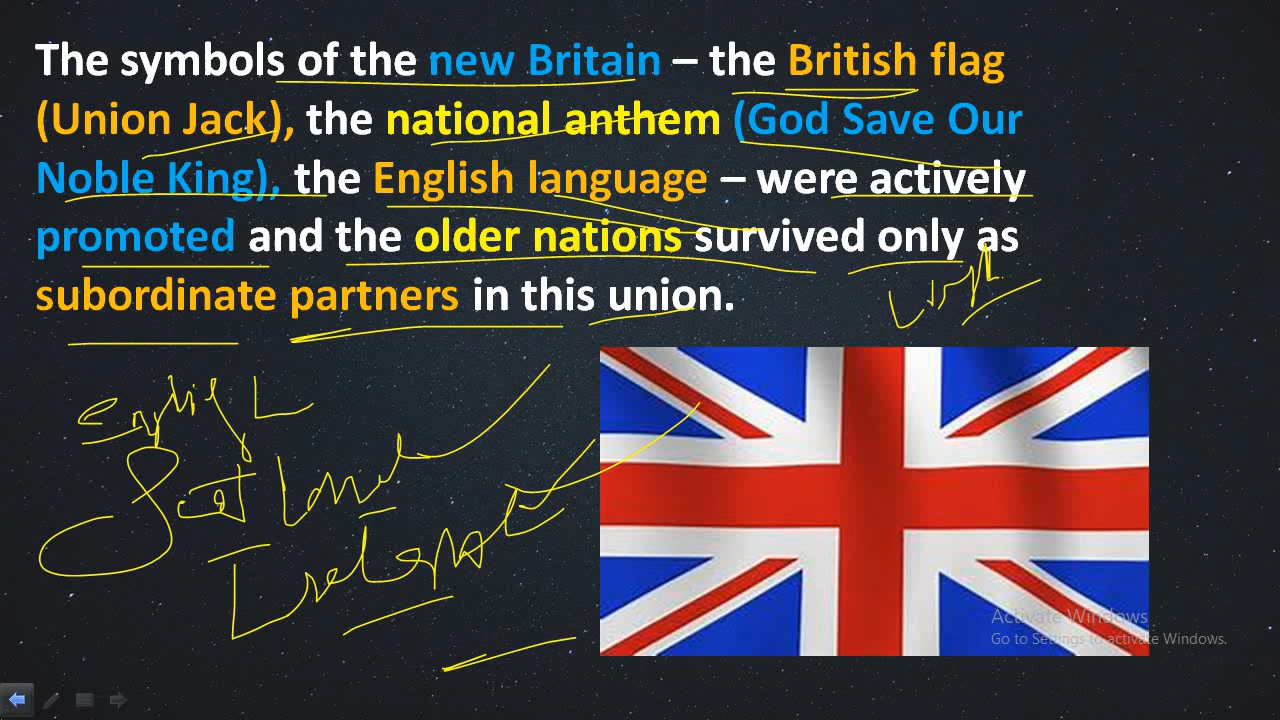 The symbols of the new Britain – the British flag
(Union Jack), the national anthem (God Save Our
Noble King), the English language – were actively
promoted and the older nations survived only as
subordinate partners in this union.
Scotland
Ireland
Activate Windows
Go to Settings to activate Windows.